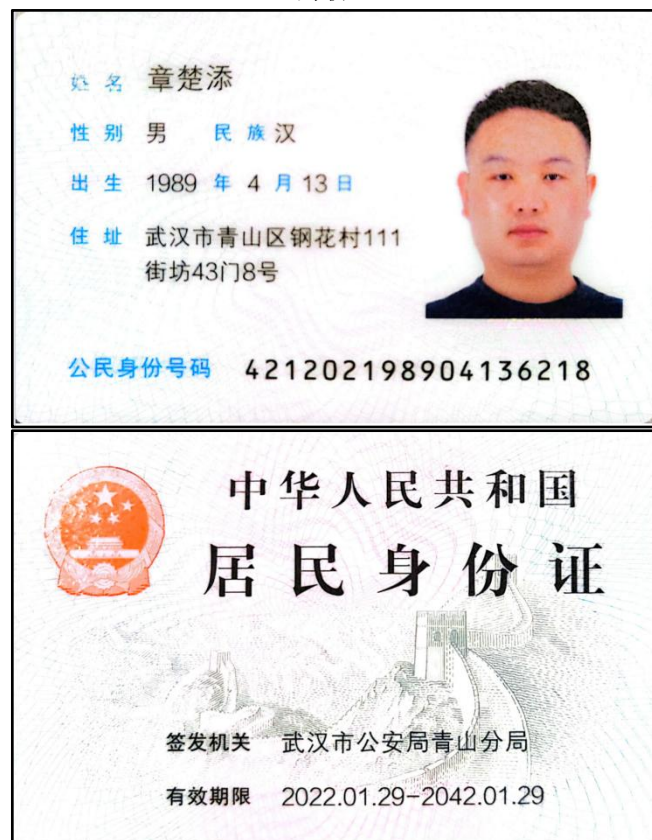 姓名 章楚添
性别 男 民族 汉
出生 1989 年 4 月 13 日
住址 武汉市青山区钢花村111
街坊43门8号
公民身份号码 421202198904136218
中华人民共和国
居民身份证
签发机关 武汉市公安局青山分局
有效期限 2022.01.29-2042.01.29